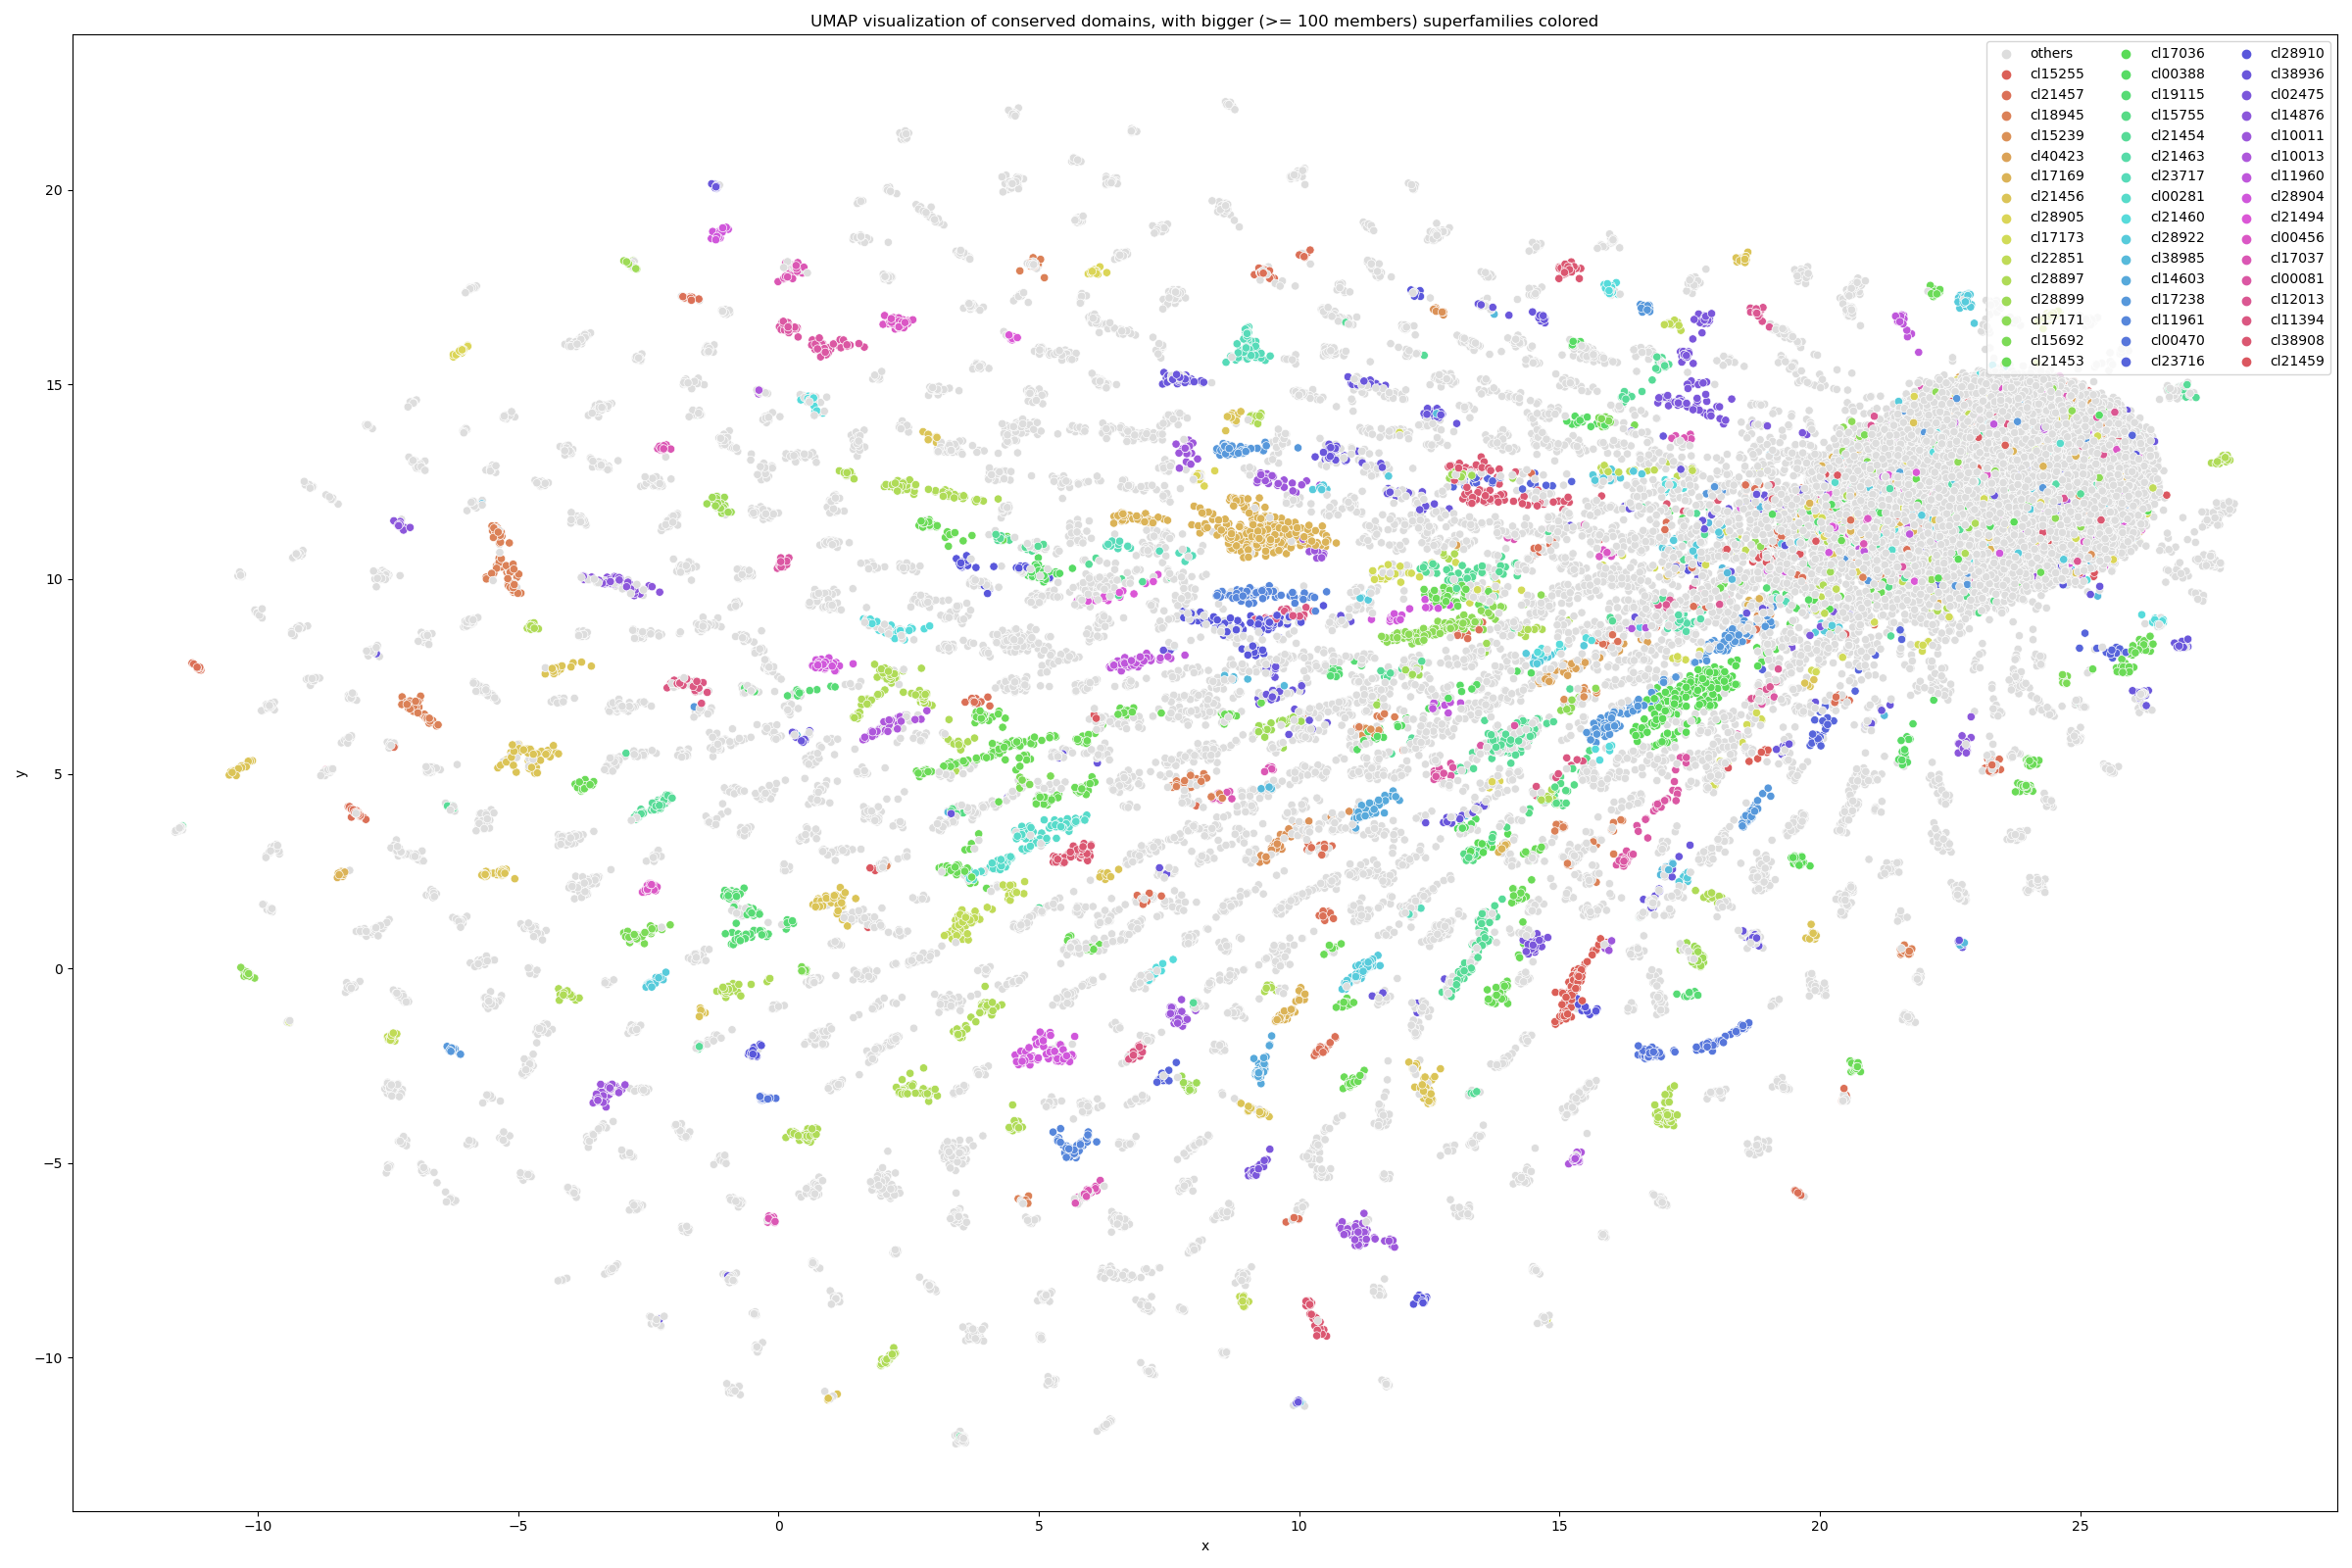 UMAP visualization of conserved domains, with bigger (>= 100 members) superfamilies colored
others
cl15255
cl21457
cl18945
cl15239
cl40423
cl17169
cl21456
cl28905
cl17173
cl22851
cl28897
cl28899
cl17171
cl15692
cl21453
cl17036
cl00388
cl19115
cl15755
cl21454
cl21463
cl23717
cl00281
cl21460
cl28922
cl38985
cl14603
cl17238
cl11961
cl00470
cl23716
cl28910
cl38936
cl02475
cl14876
cl10011
cl10013
cl11960
cl28904
cl21494
cl00456
cl17037
cl00081
cl12013
cl11394
cl38908
cl21459
20
15
10
5
0
−5
−10
y
−10
−5
0
5
10
15
20
25
x